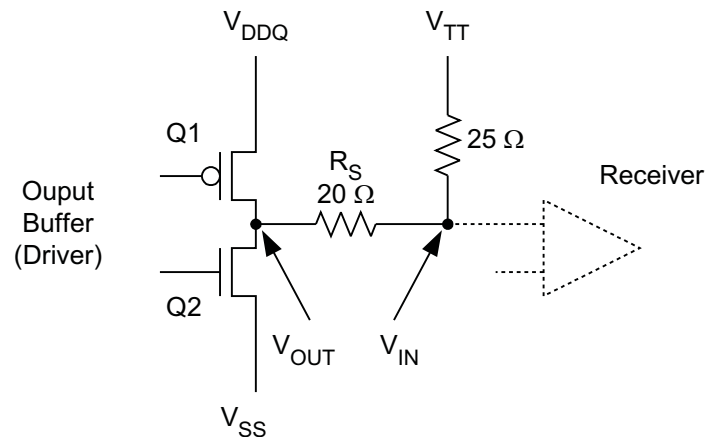 VDDQ
VTT
Q1
RS
20 Ω
25 Ω
Receiver
Ouput
Buffer
(Driver)
Q2
VOUT
VIN
VSS